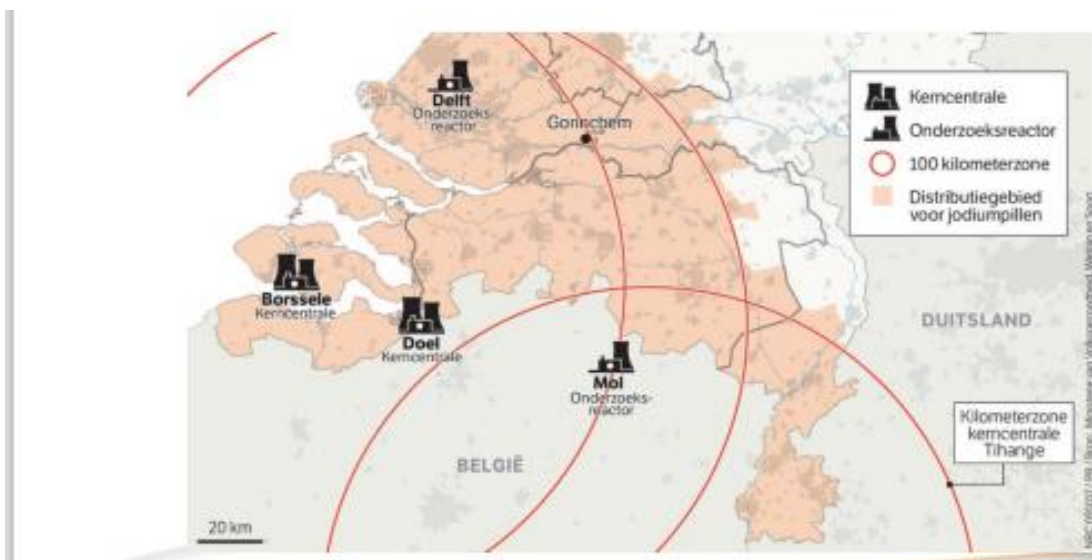 Delft
Onderzoeks-
reactor
Gorinchem
Kerncentrale
Onderzoeksreactor
100 kilometerzone
Distributiegebied
voor jodiumpillen
Borssele
Kerncentrale
Doel
Kerncentrale
DUITSLAND
Mol
Onderzoeks-
reactor
Kilometerzone
kerncentrale
Tihange
BELGIË
20 km